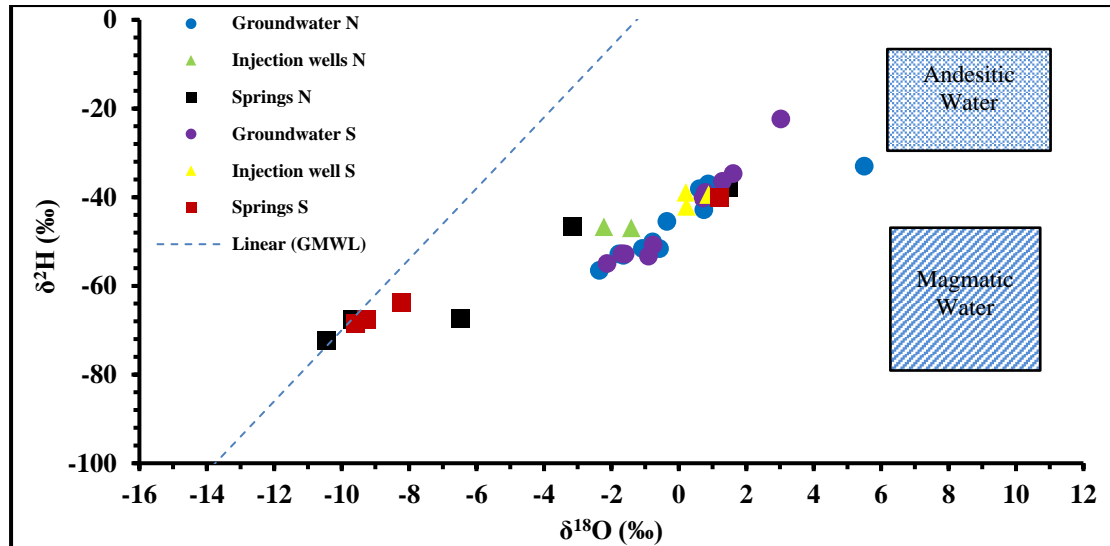 0
-20
-40
-60
-80
-100
δ²H (‰)
Groundwater N
Injection wells N
Springs N
Groundwater S
Injection well S
Springs S
Linear (GMWL)
Andesitic
Water
Magmatic
Water
-16 -14 -12 -10 -8 -6 -4 -2 0 2 4 6 8 10 12
δ¹⁸O (‰)